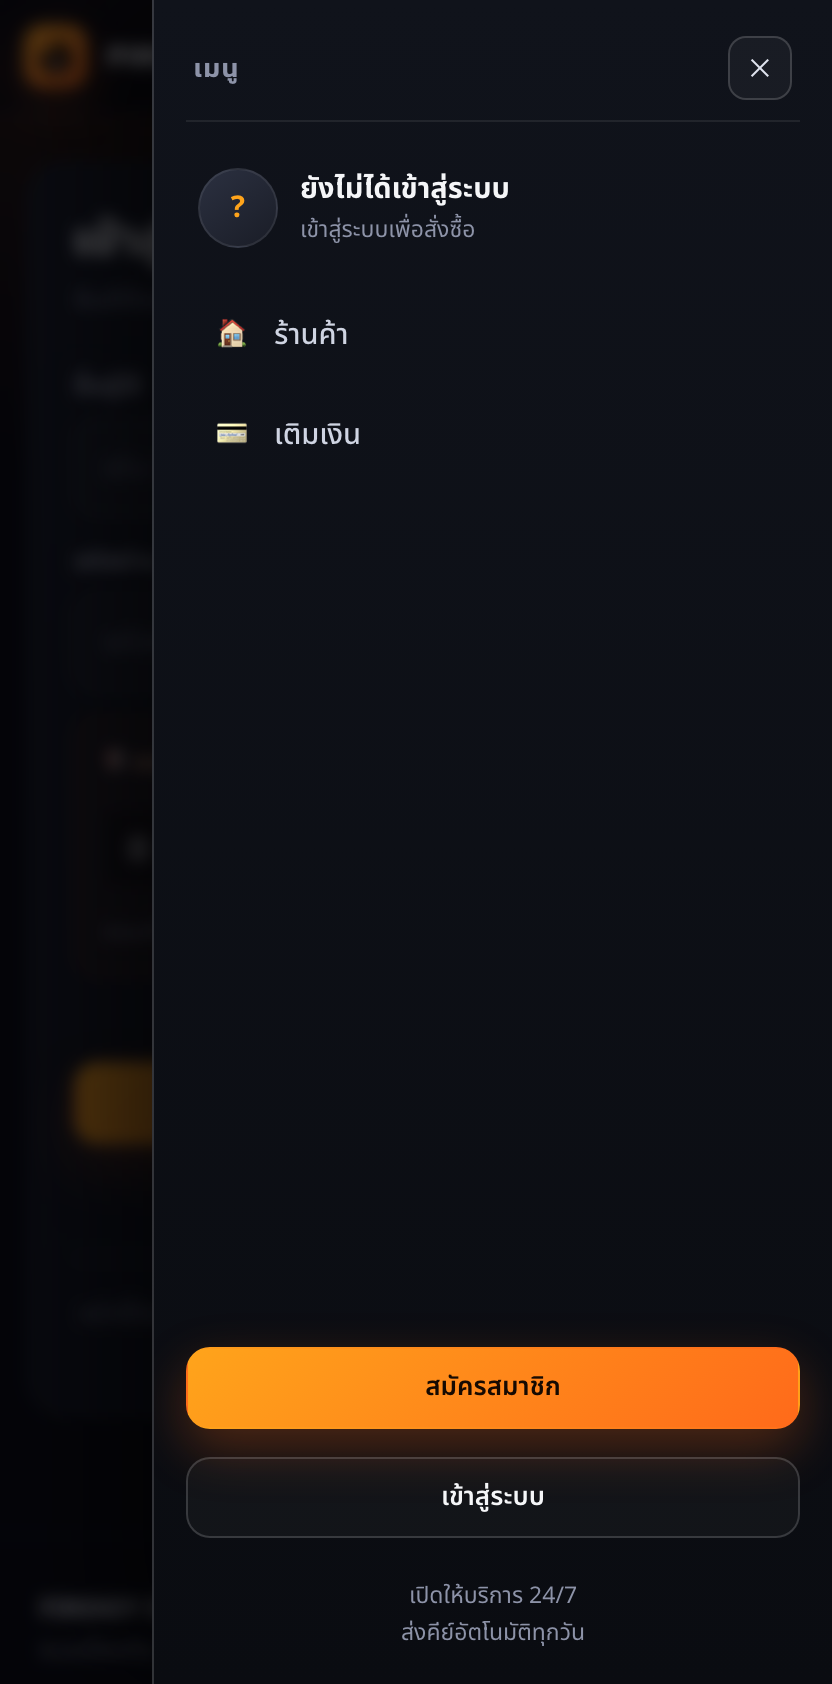 เมนู
?
ยังไม่ได้เข้าสู่ระบบ
เข้าสู่ระบบเพื่อสั่งซื้อ
ร้านค้า
เติมเงิน
สมัครสมาชิก
เข้าสู่ระบบ
เปิดให้บริการ 24/7
ส่งคีย์อัตโนมัติทุกวัน